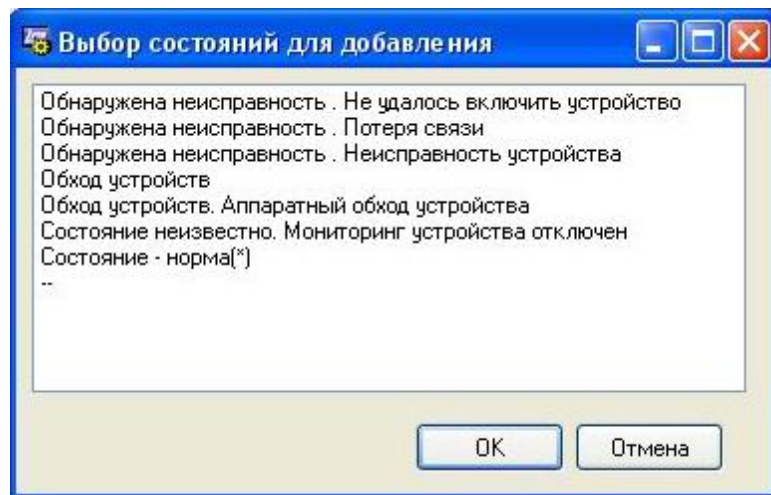 Выбор состояний для добавления
Обнаружена неисправность . Не удалось включить устройство
Обнаружена неисправность . Потеря связи
Обнаружена неисправность . Неисправность устройства
Обход устройств
Обход устройств. Аппаратный обход устройства
Состояние неизвестно. Мониторинг устройства отключен
Состояние - норма(*)
--
OK
Отмена